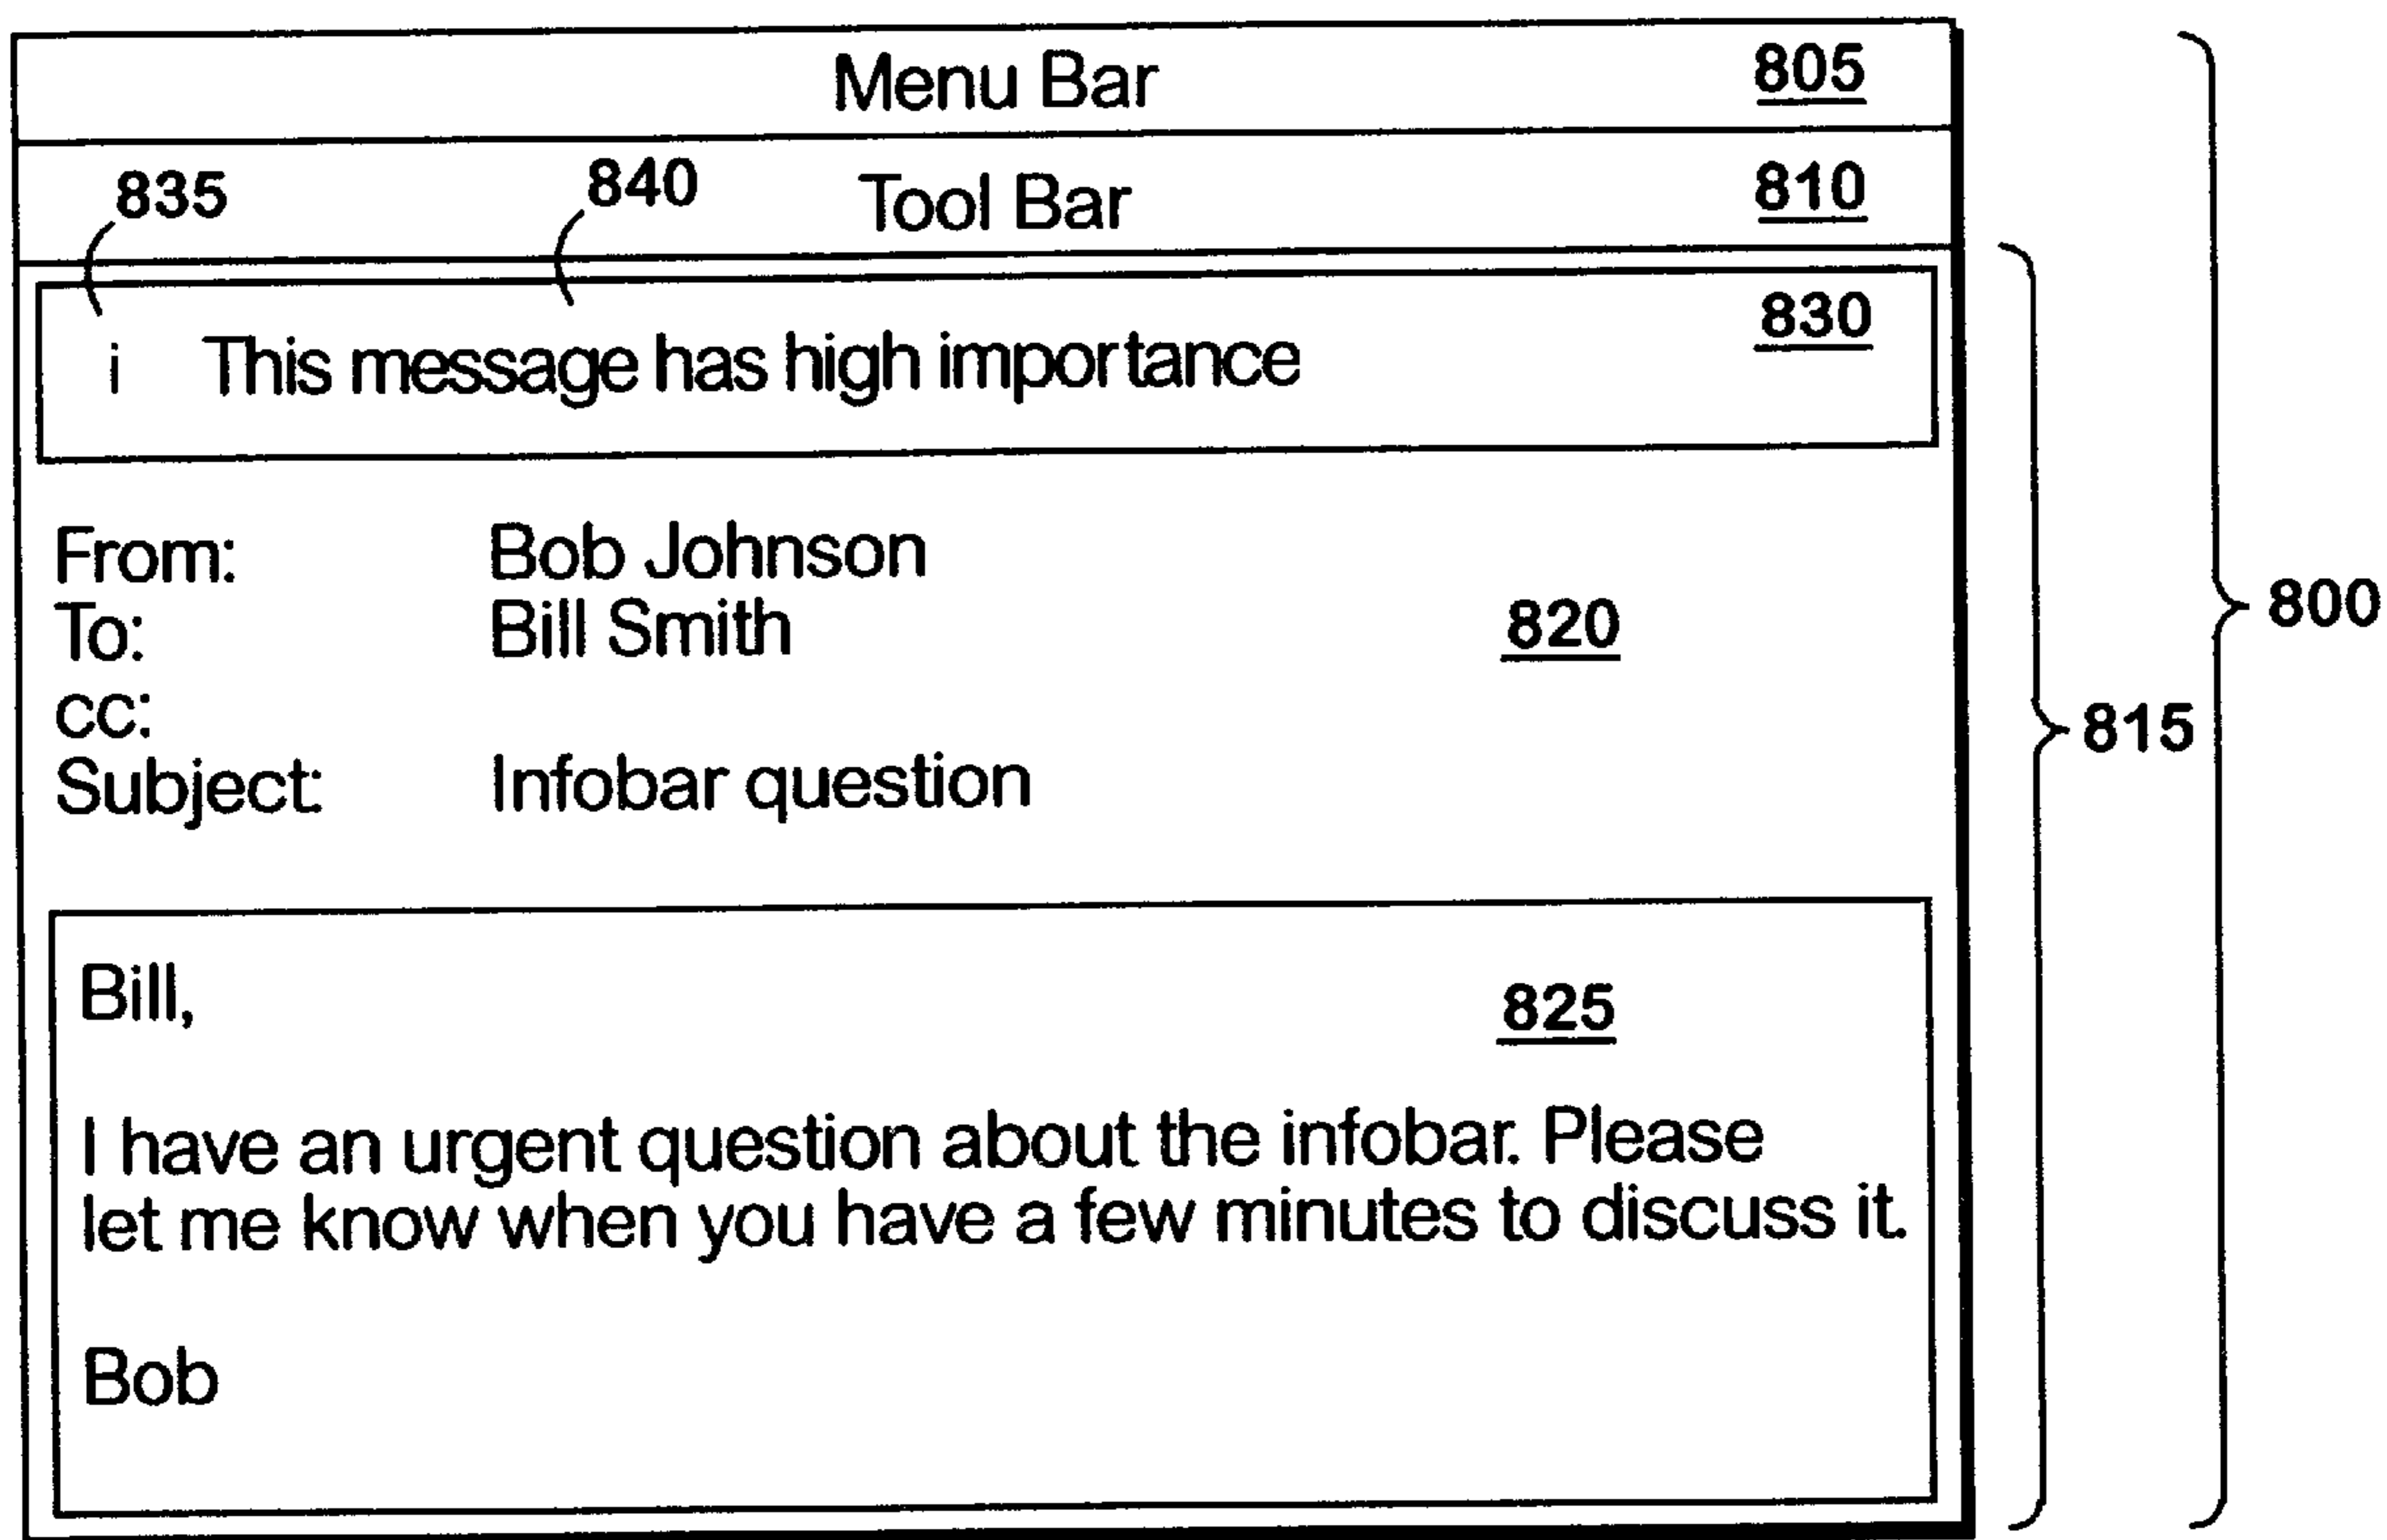 Menu Bar 805
835 840 Tool Bar 810
i This message has high importance 830
From: Bob Johnson
To: Bill Smith 820
800
cc:
815
Subject: Infobar question
Bill, 825
I have an urgent question about the infobar. Please
let me know when you have a few minutes to discuss it.
Bob